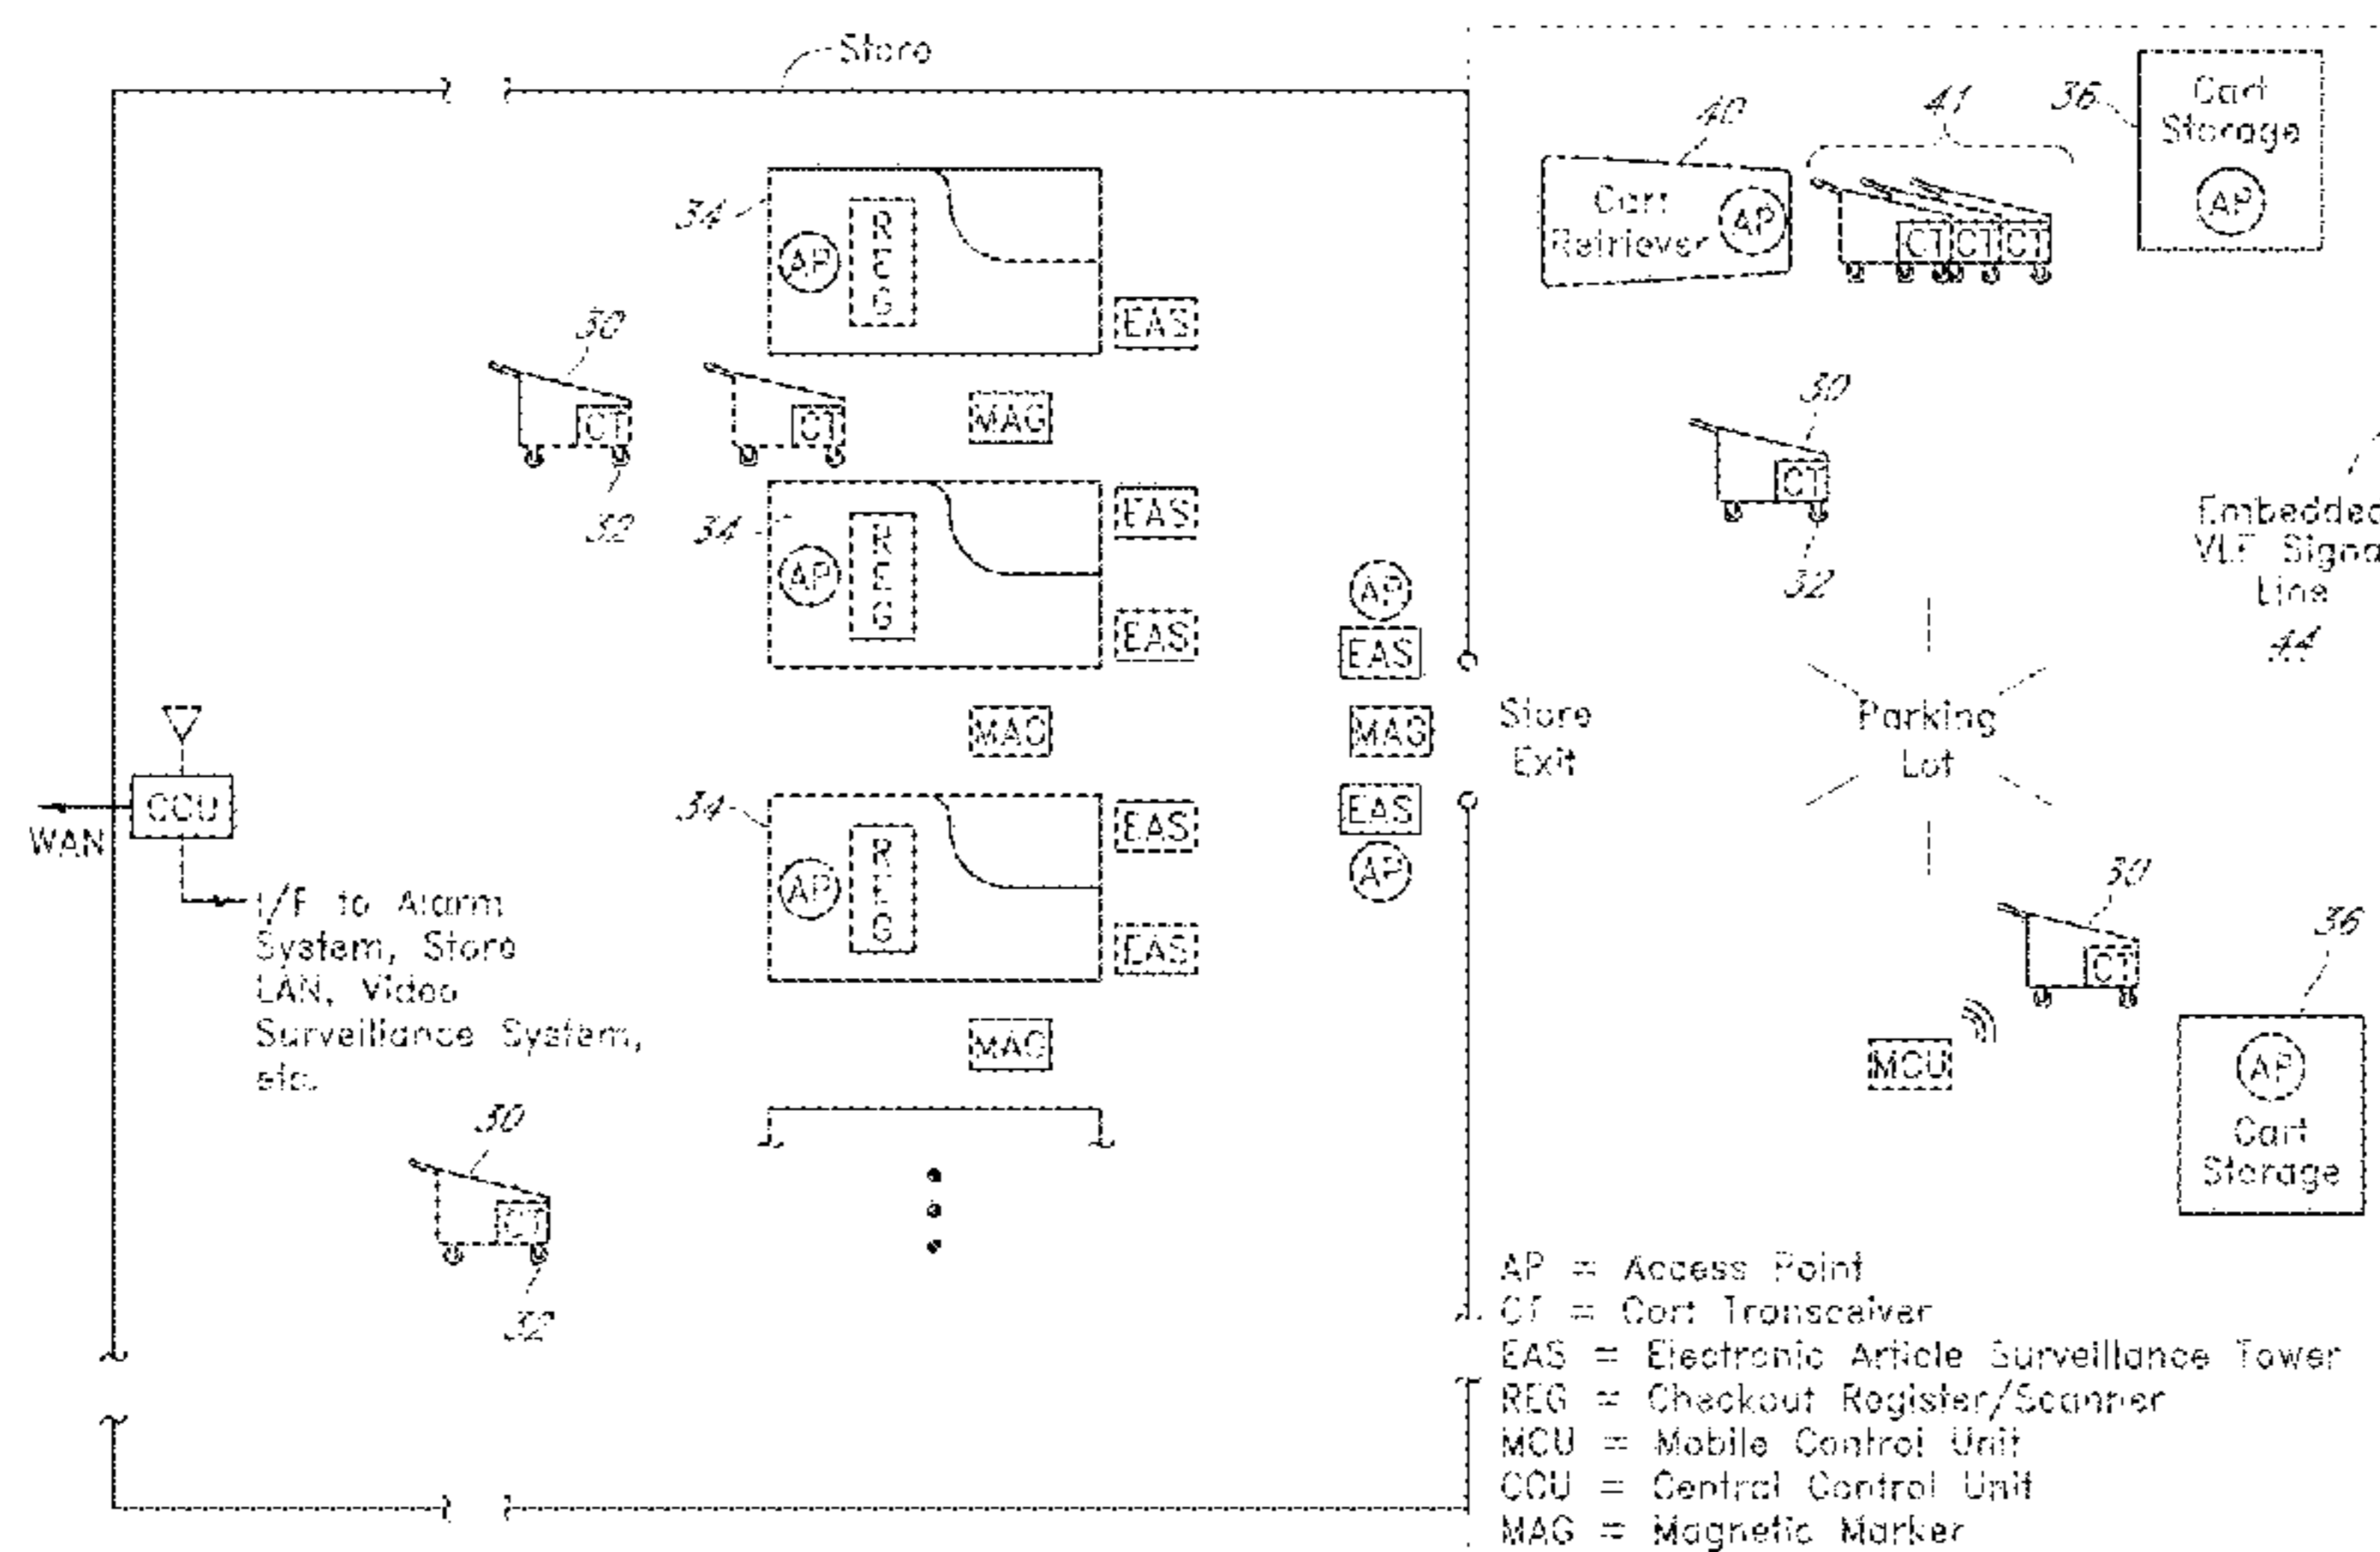 Store
40
41
36
Cart
Storage
AP
Cart
Retriever
AP
CT CT CT
34
AP
REG
EAS
30
CT
CT
32
MAG
30
CT
32
34
AP
REG
EAS
EAS
Embedded
VLF Signal
Line
44
AP
EAS
MAG
EAS
AP
Store
Exit
Parking
Lot
MAG
CCU
WAN
I/F to Alarm
System, Store
LAN, Video
Surveillance System,
etc.
34
AP
REG
EAS
EAS
MAG
30
CT
36
MCU
AP
Cart
Storage
30
CT
32
AP = Access Point
CT = Cart Transceiver
EAS = Electronic Article Surveillance Tower
REG = Checkout Register/Scanner
MCU = Mobile Control Unit
CCU = Central Control Unit
MAG = Magnetic Marker